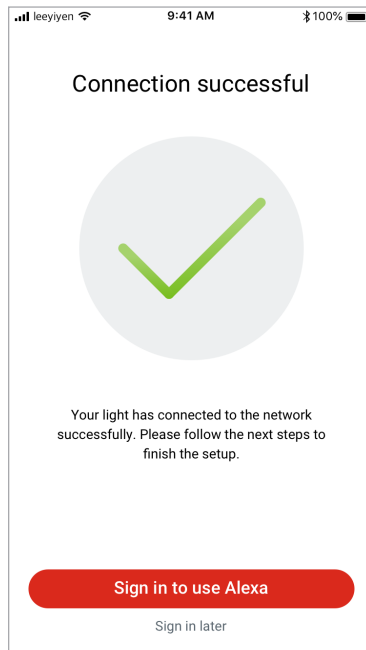 leeyiyen 9:41 AM 100%
Connection successful
Your light has connected to the network
successfully. Please follow the next steps to
finish the setup.
Sign in to use Alexa
Sign in later